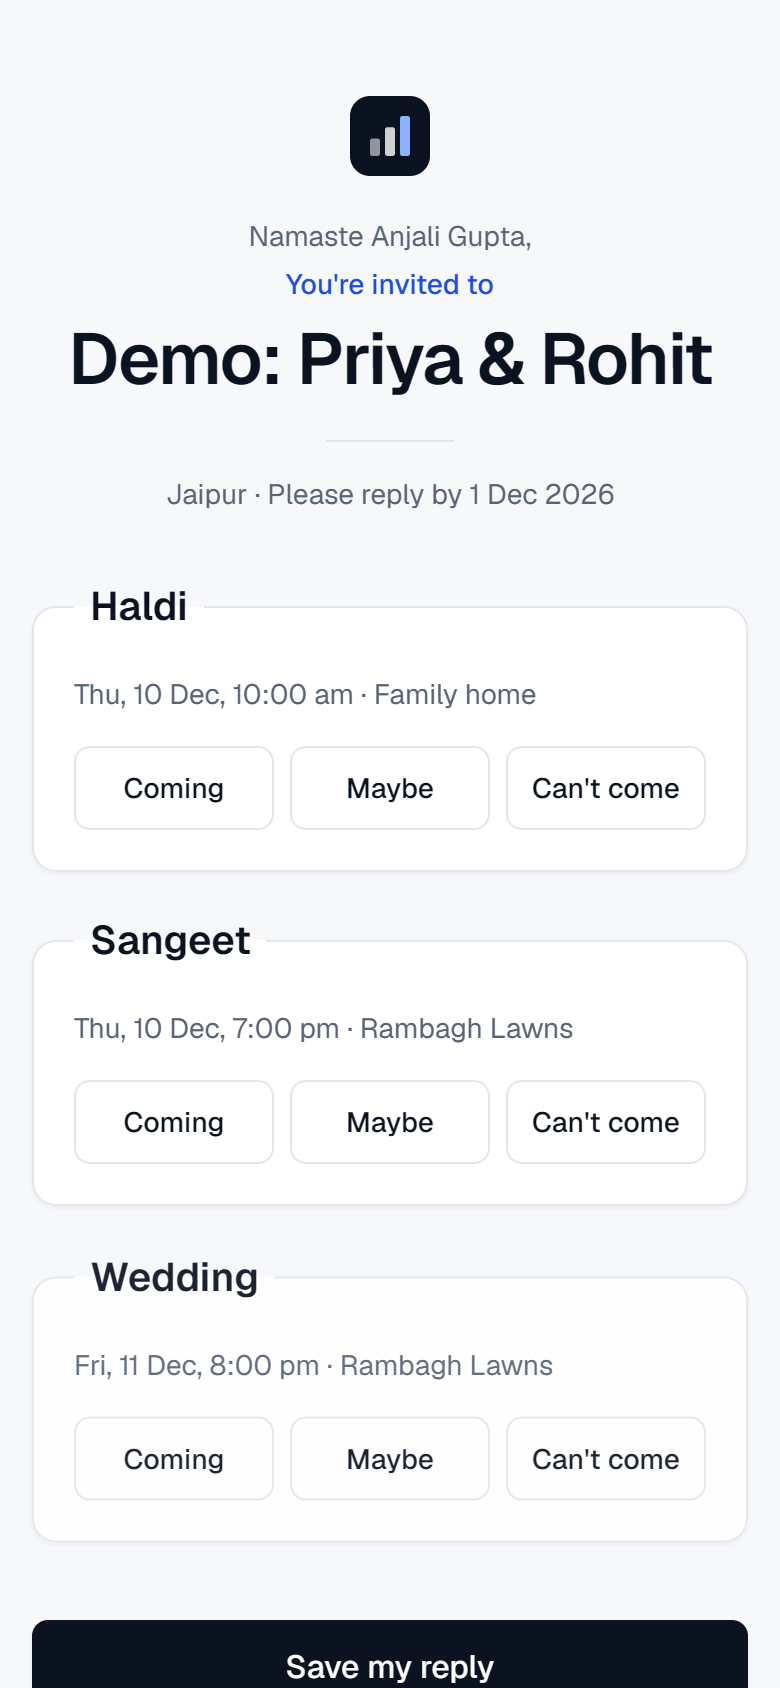 Namaste Anjali Gupta,
You're invited to
Demo: Priya & Rohit
Jaipur · Please reply by 1 Dec 2026
Haldi
Thu, 10 Dec, 10:00 am · Family home
Coming
Maybe
Can't come
Sangeet
Thu, 10 Dec, 7:00 pm · Rambagh Lawns
Coming
Maybe
Can't come
Wedding
Fri, 11 Dec, 8:00 pm · Rambagh Lawns
Coming
Maybe
Can't come
Save my reply